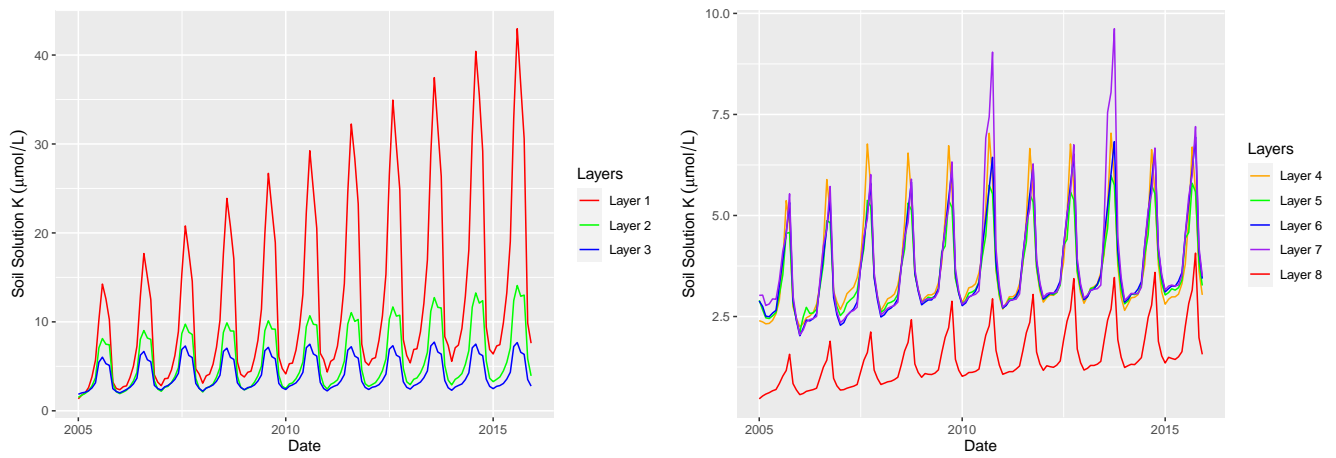 40
30
20
10
0
Soil Solution K (μmol/L)
2005
2010
2015
Date
Layers
Layer 1
Layer 2
Layer 3
10.0
7.5
5.0
2.5
Soil Solution K (μmol/L)
2005
2010
2015
Date
Layers
Layer 4
Layer 5
Layer 6
Layer 7
Layer 8